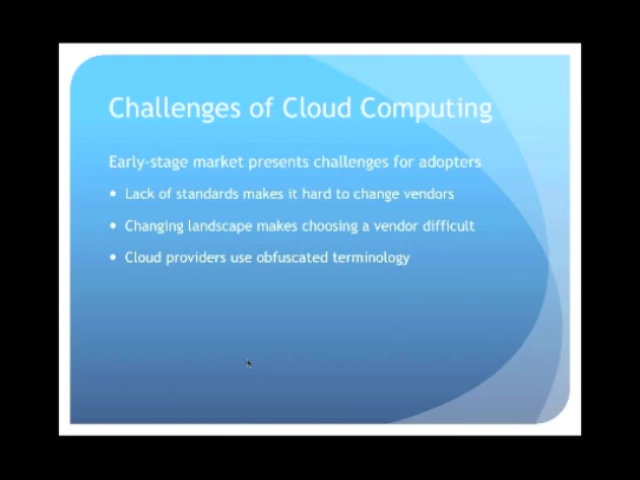 Challenges of Cloud Computing
Early-stage market presents challenges for adopters
• Lack of standards makes it hard to change vendors
• Changing landscape makes choosing a vendor difficult
• Cloud providers use obfuscated terminology